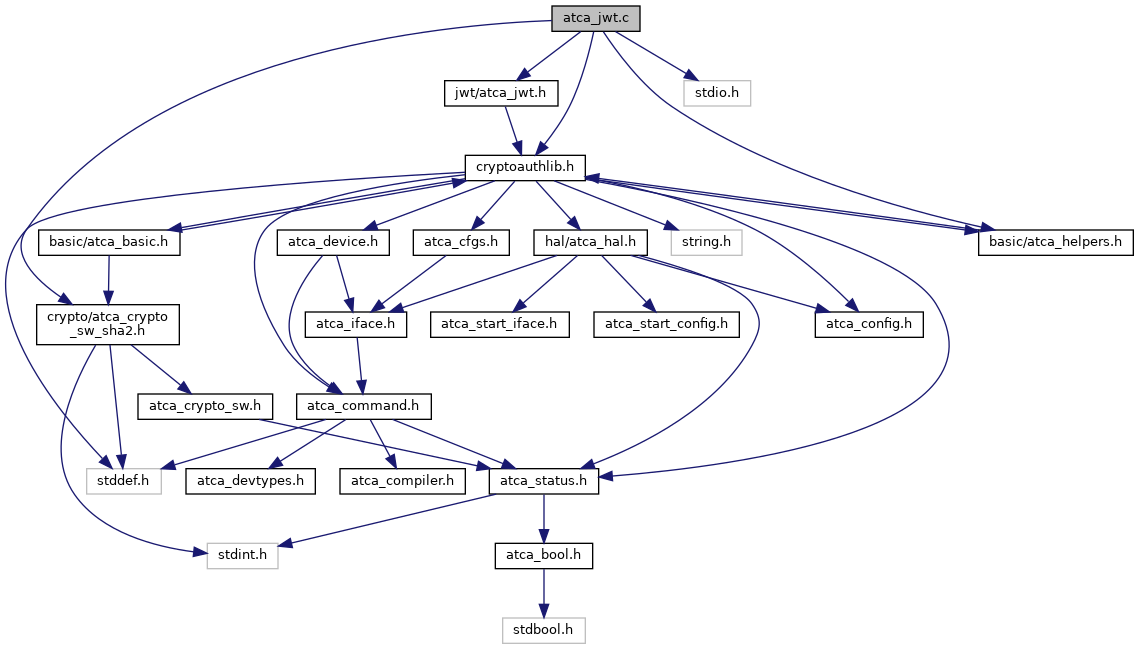 atca_jwt.c
jwt/atca_jwt.h
stdio.h
cryptoauthlib.h
basic/atca_basic.h
atca_device.h
atca_cfgs.h
hal/atca_hal.h
string.h
basic/atca_helpers.h
crypto/atca_crypto
_sw_sha2.h
atca_iface.h
atca_start_iface.h
atca_start_config.h
atca_config.h
atca_crypto_sw.h
atca_command.h
stddef.h
atca_devtypes.h
atca_compiler.h
atca_status.h
stdint.h
atca_bool.h
stdbool.h